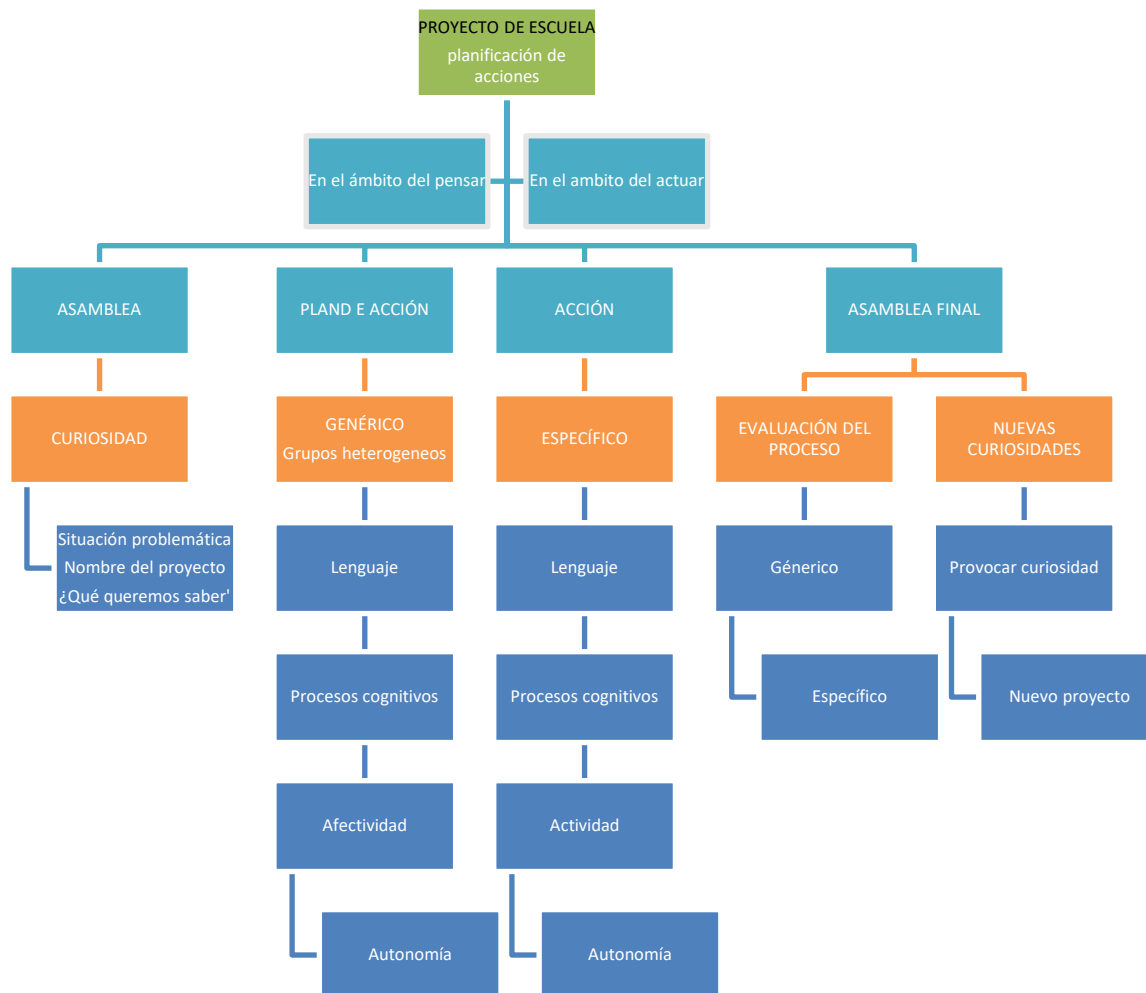 PROYECTO DE ESCUELA
planificación de
acciones
En el ámbito del pensar
En el ambito del actuar
ASAMBLEA
PLAND E ACCIÓN
ACCIÓN
ASAMBLEA FINAL
CURIOSIDAD
GENÉRICO
Grupos heterogeneos
ESPECÍFICO
EVALUACIÓN DEL
PROCESO
NUEVAS
CURIOSIDADES
Situación problemática
Nombre del proyecto
¿Qué queremos saber'
Lenguaje
Lenguaje
Génerico
Provocar curiosidad
Procesos cognitivos
Procesos cognitivos
Específico
Nuevo proyecto
Afectividad
Actividad
Autonomía
Autonomía